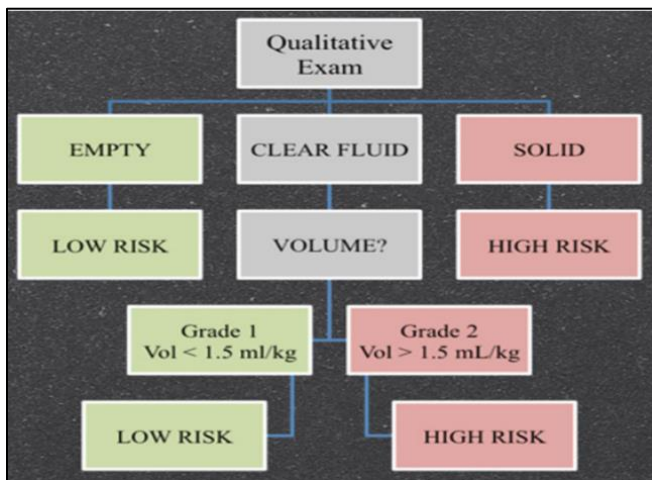 Qualitative
Exam
EMPTY
CLEAR FLUID
SOLID
LOW RISK
VOLUME?
HIGH RISK
Grade 1
Vol < 1.5 ml/kg
Grade 2
Vol > 1.5 mL/kg
LOW RISK
HIGH RISK